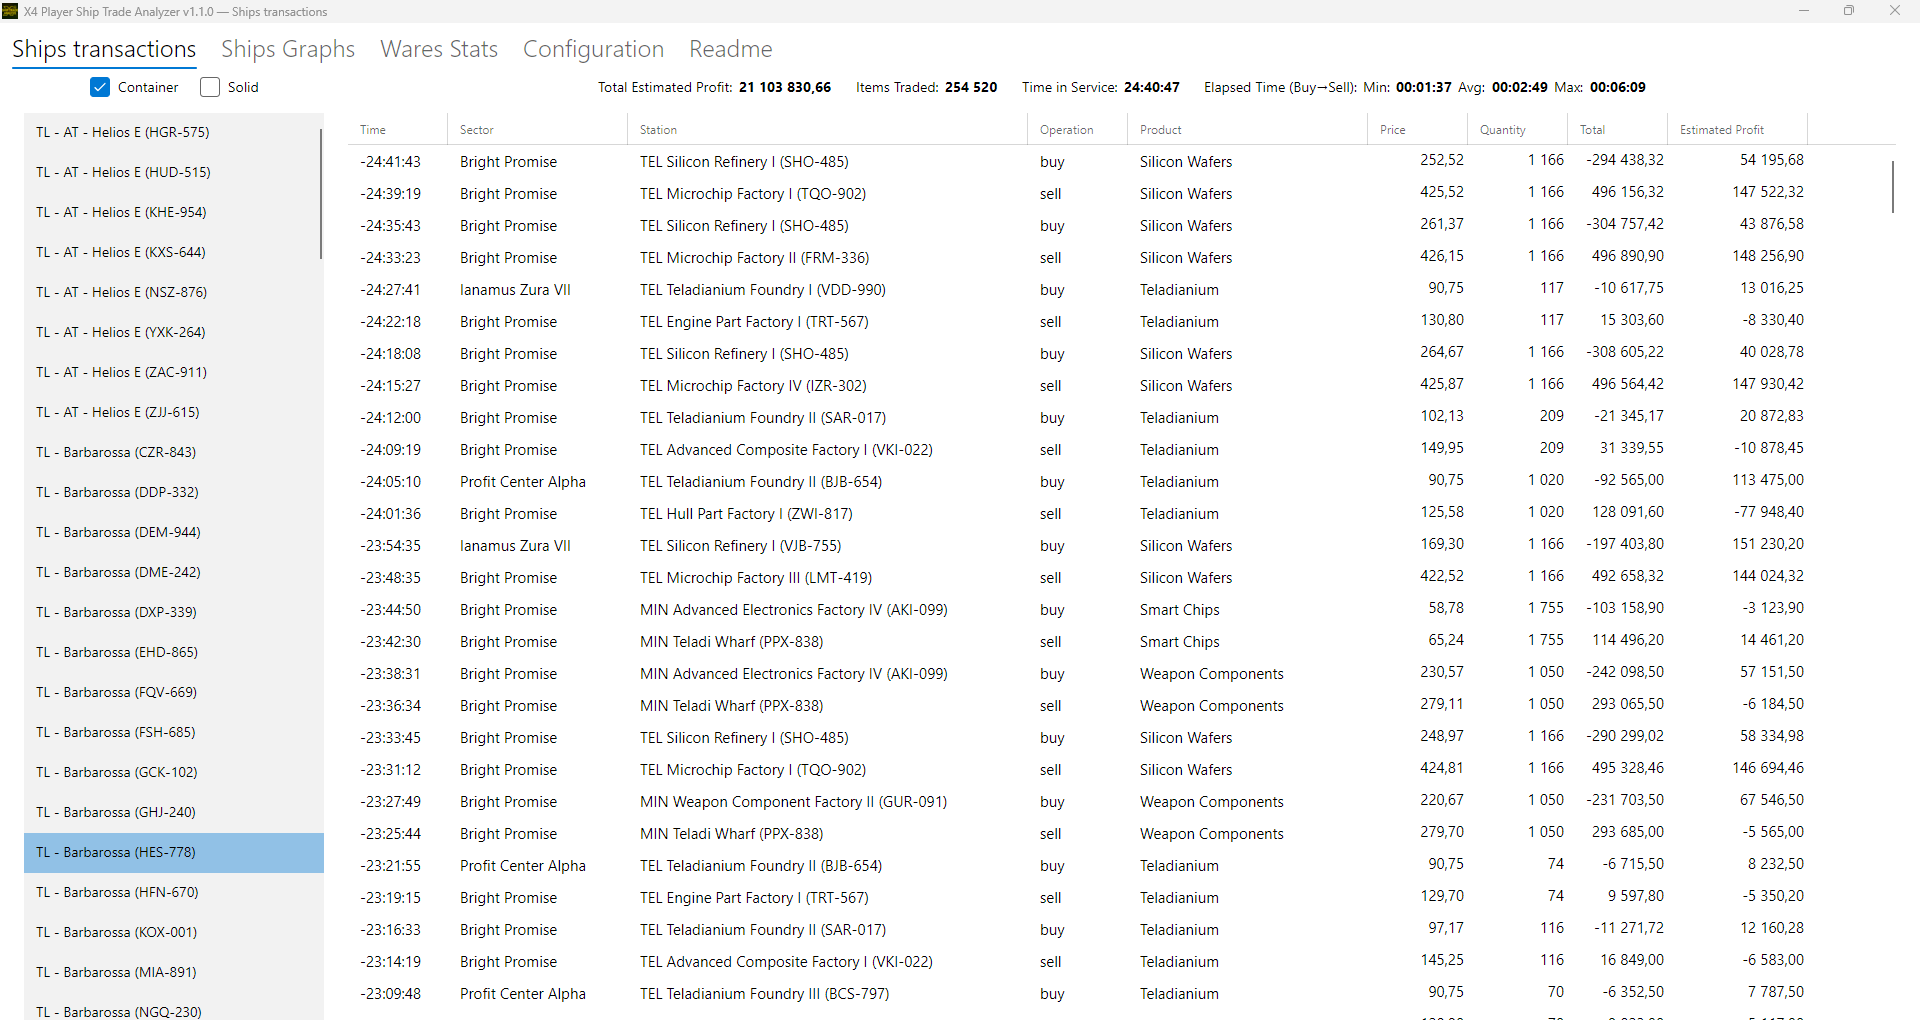 X4 Player Ship Trade Analyzer v1.1.0 — Ships transactions
Ships transactions Ships Graphs Wares Stats Configuration Readme
Container Solid Total Estimated Profit: 21 103 830,66 Items Traded: 254 520 Time in Service: 24:40:47 Elapsed Time (Buy→Sell): Min: 00:01:37 Avg: 00:02:49 Max: 00:06:09
TL - AT - Helios E (HGR-575)
TL - AT - Helios E (HUD-515)
TL - AT - Helios E (KHE-954)
TL - AT - Helios E (KXS-644)
TL - AT - Helios E (NSZ-876)
TL - AT - Helios E (YXK-264)
TL - AT - Helios E (ZAC-911)
TL - AT - Helios E (ZJJ-615)
TL - Barbarossa (CZR-843)
TL - Barbarossa (DDP-332)
TL - Barbarossa (DEM-944)
TL - Barbarossa (DME-242)
TL - Barbarossa (DXP-339)
TL - Barbarossa (EHD-865)
TL - Barbarossa (FQV-669)
TL - Barbarossa (FSH-685)
TL - Barbarossa (GCK-102)
TL - Barbarossa (GHJ-240)
TL - Barbarossa (HES-778)
TL - Barbarossa (HFN-670)
TL - Barbarossa (KOX-001)
TL - Barbarossa (MIA-891)
TL - Barbarossa (NGQ-230)
Time Sector Station Operation Product Price Quantity Total Estimated Profit
-24:41:43 Bright Promise TEL Silicon Refinery I (SHO-485) buy Silicon Wafers 252,52 1 166 -294 438,32 54 195,68
-24:39:19 Bright Promise TEL Microchip Factory I (TQO-902) sell Silicon Wafers 425,52 1 166 496 156,32 147 522,32
-24:35:43 Bright Promise TEL Silicon Refinery I (SHO-485) buy Silicon Wafers 261,37 1 166 -304 757,42 43 876,58
-24:33:23 Bright Promise TEL Microchip Factory II (FRM-336) sell Silicon Wafers 426,15 1 166 496 890,90 148 256,90
-24:27:41 Ianamus Zura VII TEL Teladianium Foundry I (VDD-990) buy Teladianium 90,75 117 -10 617,75 13 016,25
-24:22:18 Bright Promise TEL Engine Part Factory I (TRT-567) sell Teladianium 130,80 117 15 303,60 -8 330,40
-24:18:08 Bright Promise TEL Silicon Refinery I (SHO-485) buy Silicon Wafers 264,67 1 166 -308 605,22 40 028,78
-24:15:27 Bright Promise TEL Microchip Factory IV (IZR-302) sell Silicon Wafers 425,87 1 166 496 564,42 147 930,42
-24:12:00 Bright Promise TEL Teladianium Foundry II (SAR-017) buy Teladianium 102,13 209 -21 345,17 20 872,83
-24:09:19 Bright Promise TEL Advanced Composite Factory I (VKI-022) sell Teladianium 149,95 209 31 339,55 -10 878,45
-24:05:10 Profit Center Alpha TEL Teladianium Foundry II (BJB-654) buy Teladianium 90,75 1 020 -92 565,00 113 475,00
-24:01:36 Bright Promise TEL Hull Part Factory I (ZWI-817) sell Teladianium 125,58 1 020 128 091,60 -77 948,40
-23:54:35 Ianamus Zura VII TEL Silicon Refinery I (VJB-755) buy Silicon Wafers 169,30 1 166 -197 403,80 151 230,20
-23:48:35 Bright Promise TEL Microchip Factory III (LMT-419) sell Silicon Wafers 422,52 1 166 492 658,32 144 024,32
-23:44:50 Bright Promise MIN Advanced Electronics Factory IV (AKI-099) buy Smart Chips 58,78 1 755 -103 158,90 -3 123,90
-23:42:30 Bright Promise MIN Teladi Wharf (PPX-838) sell Smart Chips 65,24 1 755 114 496,20 14 461,20
-23:38:31 Bright Promise MIN Advanced Electronics Factory IV (AKI-099) buy Weapon Components 230,57 1 050 -242 098,50 57 151,50
-23:36:34 Bright Promise MIN Teladi Wharf (PPX-838) sell Weapon Components 279,11 1 050 293 065,50 -6 184,50
-23:33:45 Bright Promise TEL Silicon Refinery I (SHO-485) buy Silicon Wafers 248,97 1 166 -290 299,02 58 334,98
-23:31:12 Bright Promise TEL Microchip Factory I (TQO-902) sell Silicon Wafers 424,81 1 166 495 328,46 146 694,46
-23:27:49 Bright Promise MIN Weapon Component Factory II (GUR-091) buy Weapon Components 220,67 1 050 -231 703,50 67 546,50
-23:25:44 Bright Promise MIN Teladi Wharf (PPX-838) sell Weapon Components 279,70 1 050 293 685,00 -5 565,00
-23:21:55 Profit Center Alpha TEL Teladianium Foundry II (BJB-654) buy Teladianium 90,75 74 -6 715,50 8 232,50
-23:19:15 Bright Promise TEL Engine Part Factory I (TRT-567) sell Teladianium 129,70 74 9 597,80 -5 350,20
-23:16:33 Bright Promise TEL Teladianium Foundry II (SAR-017) buy Teladianium 97,17 116 -11 271,72 12 160,28
-23:14:19 Bright Promise TEL Advanced Composite Factory I (VKI-022) sell Teladianium 145,25 116 16 849,00 -6 583,00
-23:09:48 Profit Center Alpha TEL Teladianium Foundry III (BCS-797) buy Teladianium 90,75 70 -6 352,50 7 787,50